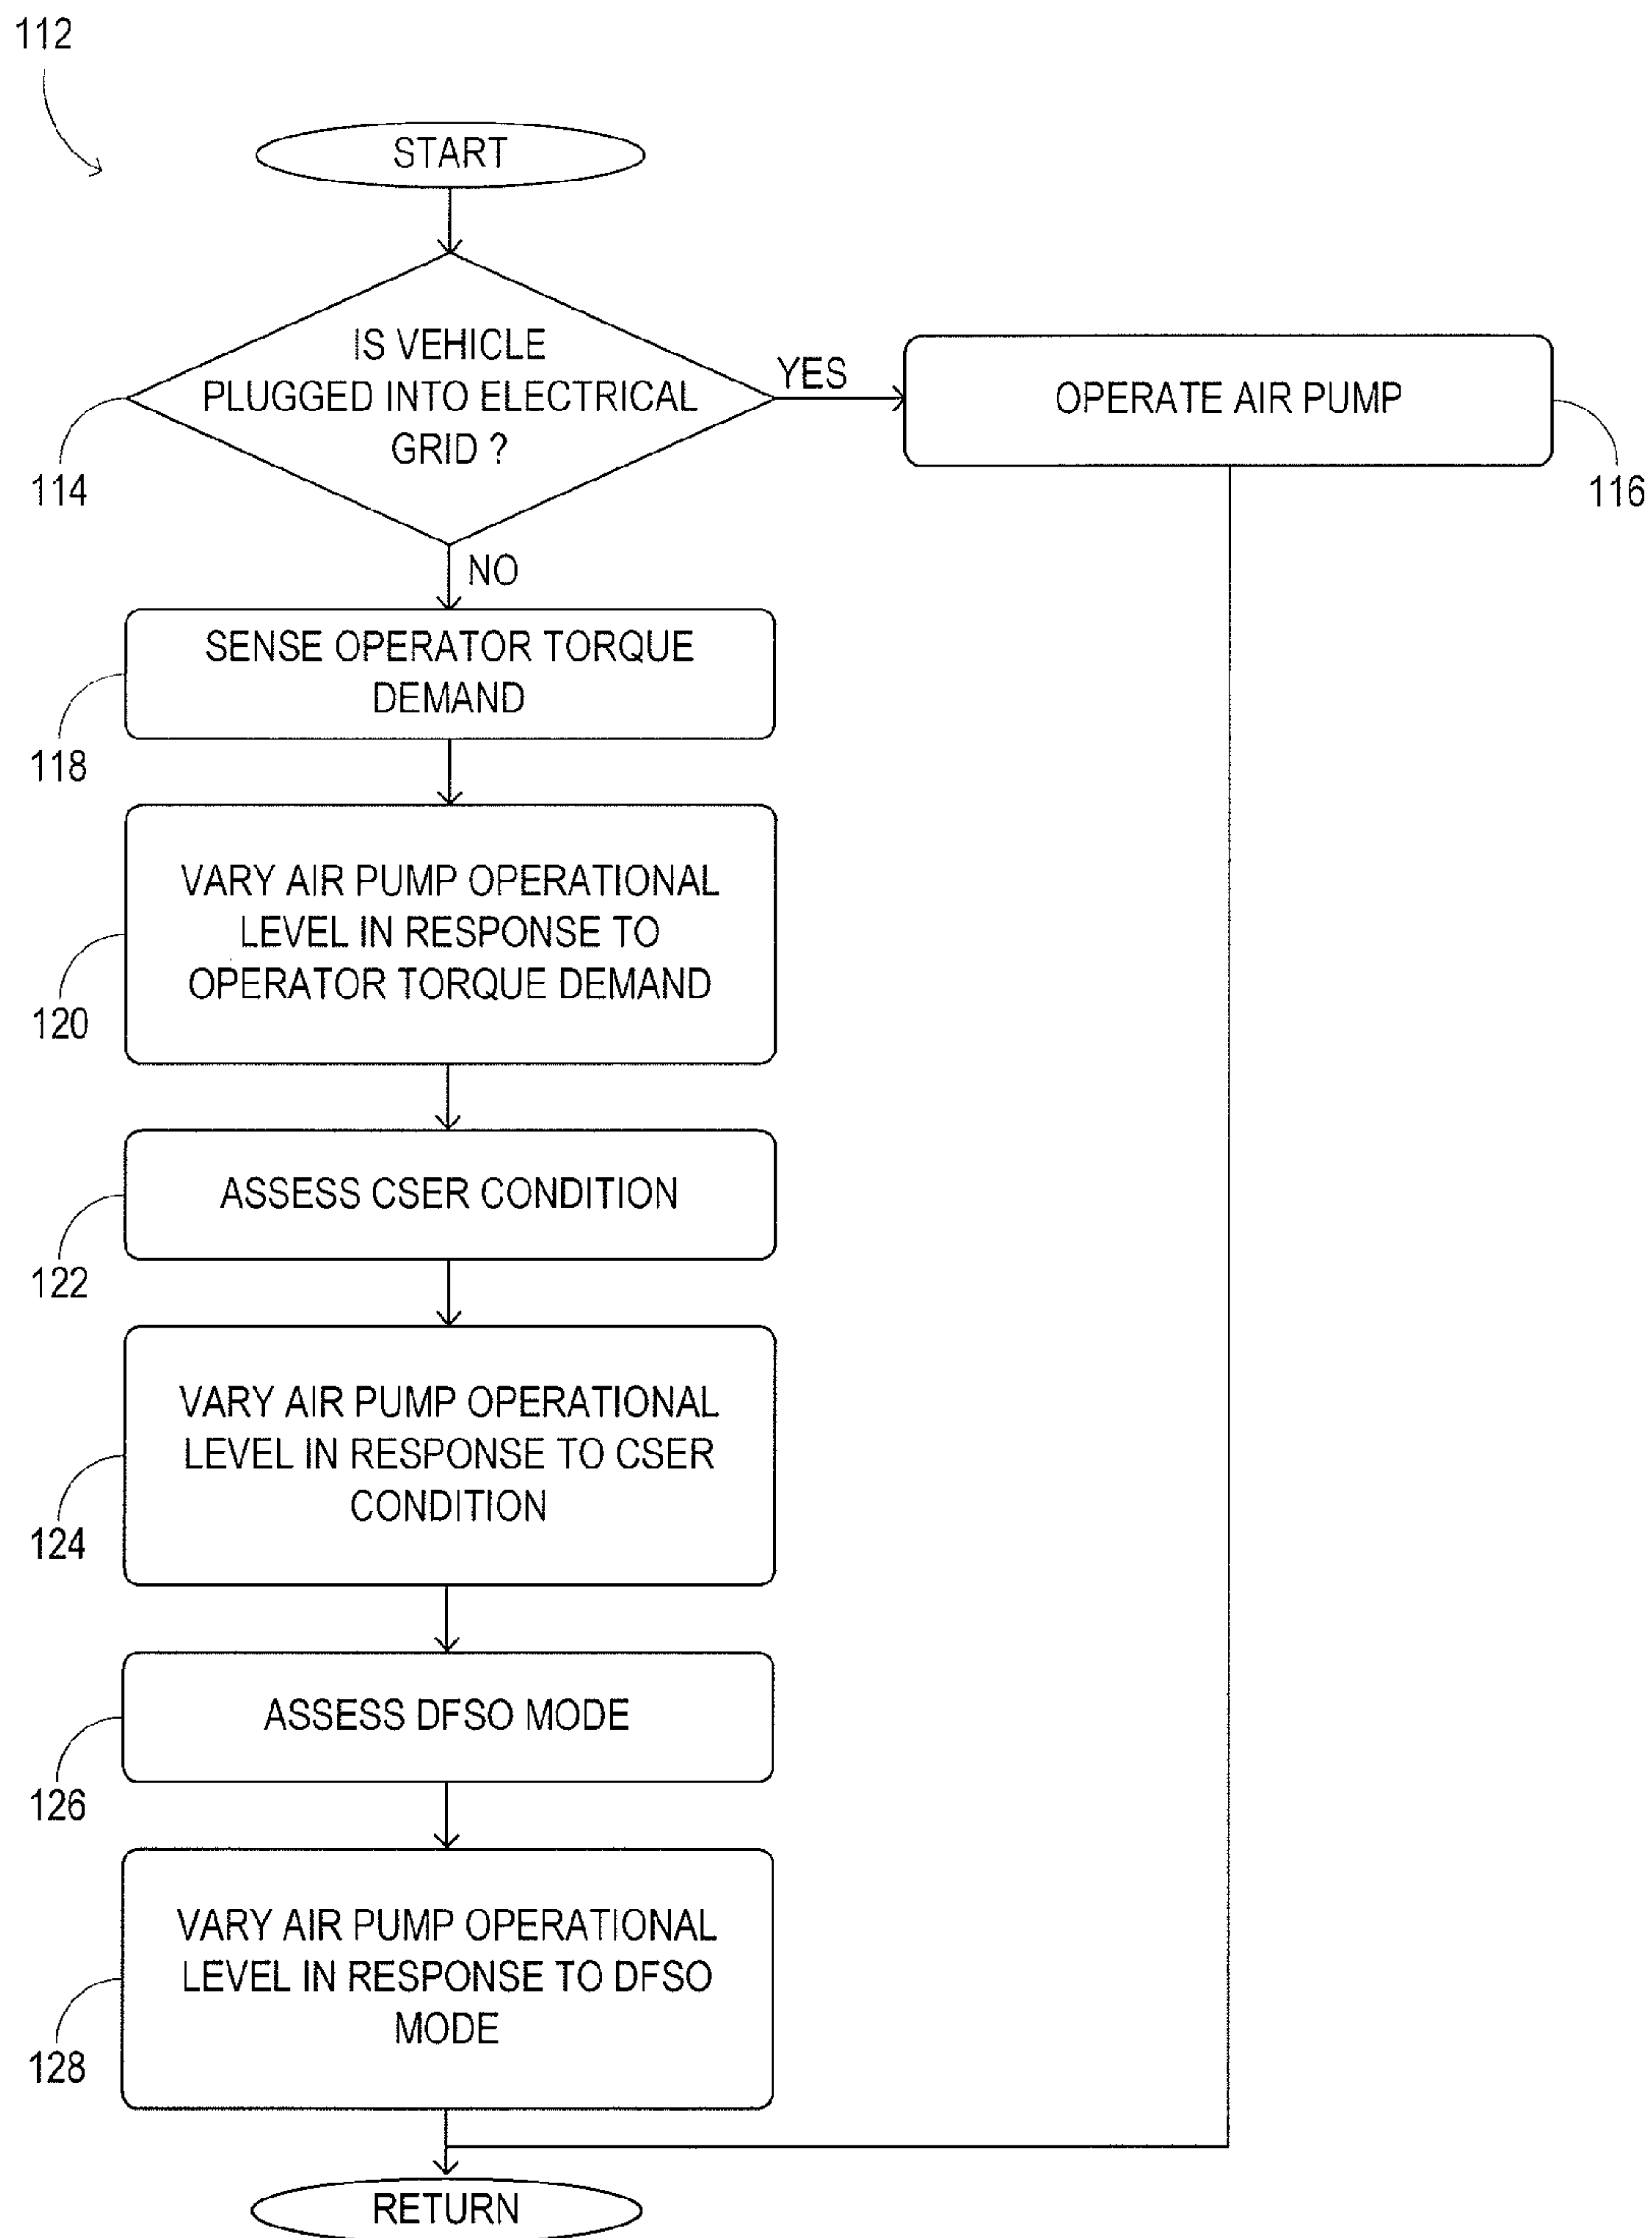 112
START
IS VEHICLE
PLUGGED INTO ELECTRICAL
GRID ?
114
YES
OPERATE AIR PUMP
116
NO
SENSE OPERATOR TORQUE
DEMAND
118
VARY AIR PUMP OPERATIONAL
LEVEL IN RESPONSE TO
OPERATOR TORQUE DEMAND
120
ASSESS CSER CONDITION
122
VARY AIR PUMP OPERATIONAL
LEVEL IN RESPONSE TO CSER
CONDITION
124
ASSESS DFSO MODE
126
VARY AIR PUMP OPERATIONAL
LEVEL IN RESPONSE TO DFSO
MODE
128
RETURN